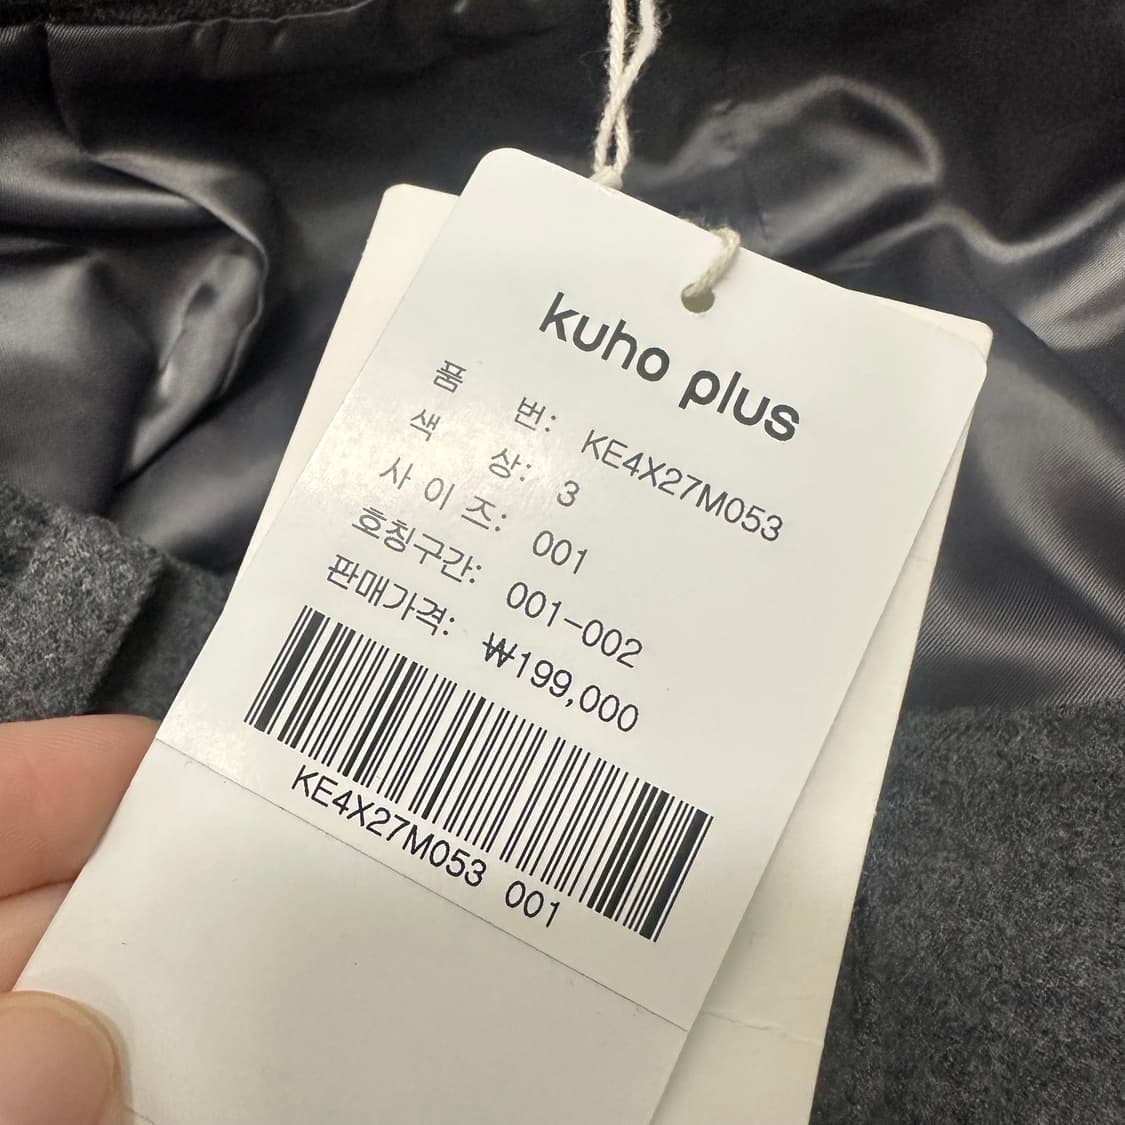 kuho plus
품 번: KE4X27M053
색 상: 3
사 이 즈: 001
호칭구간: 001-002
판매가격: ₩199,000
KE4X27M053 001